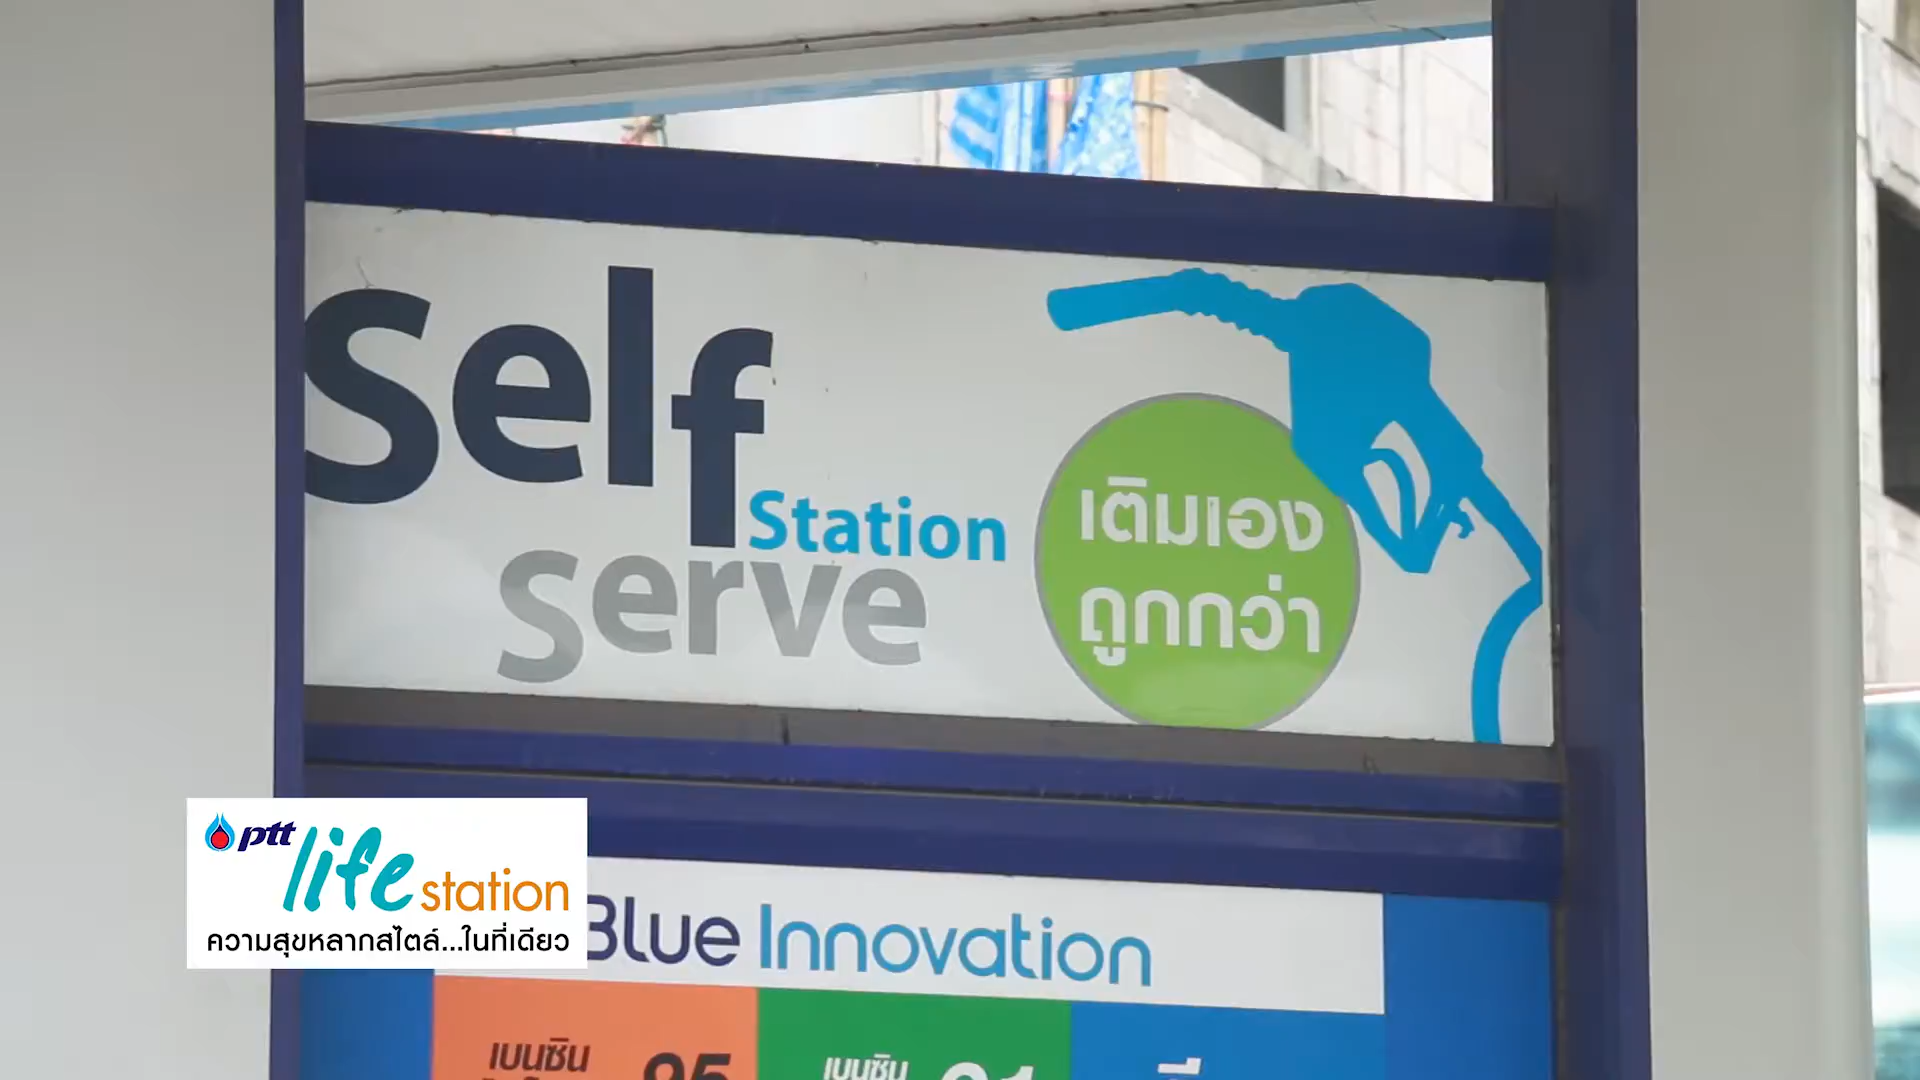 Self
Station
Serve
เติมเอง
ถูกกว่า
ptt
life station
ความสุขหลากสไตล์...ในที่เดียว
Blue Innovation
เบนซิน
95
เบนซิน
91